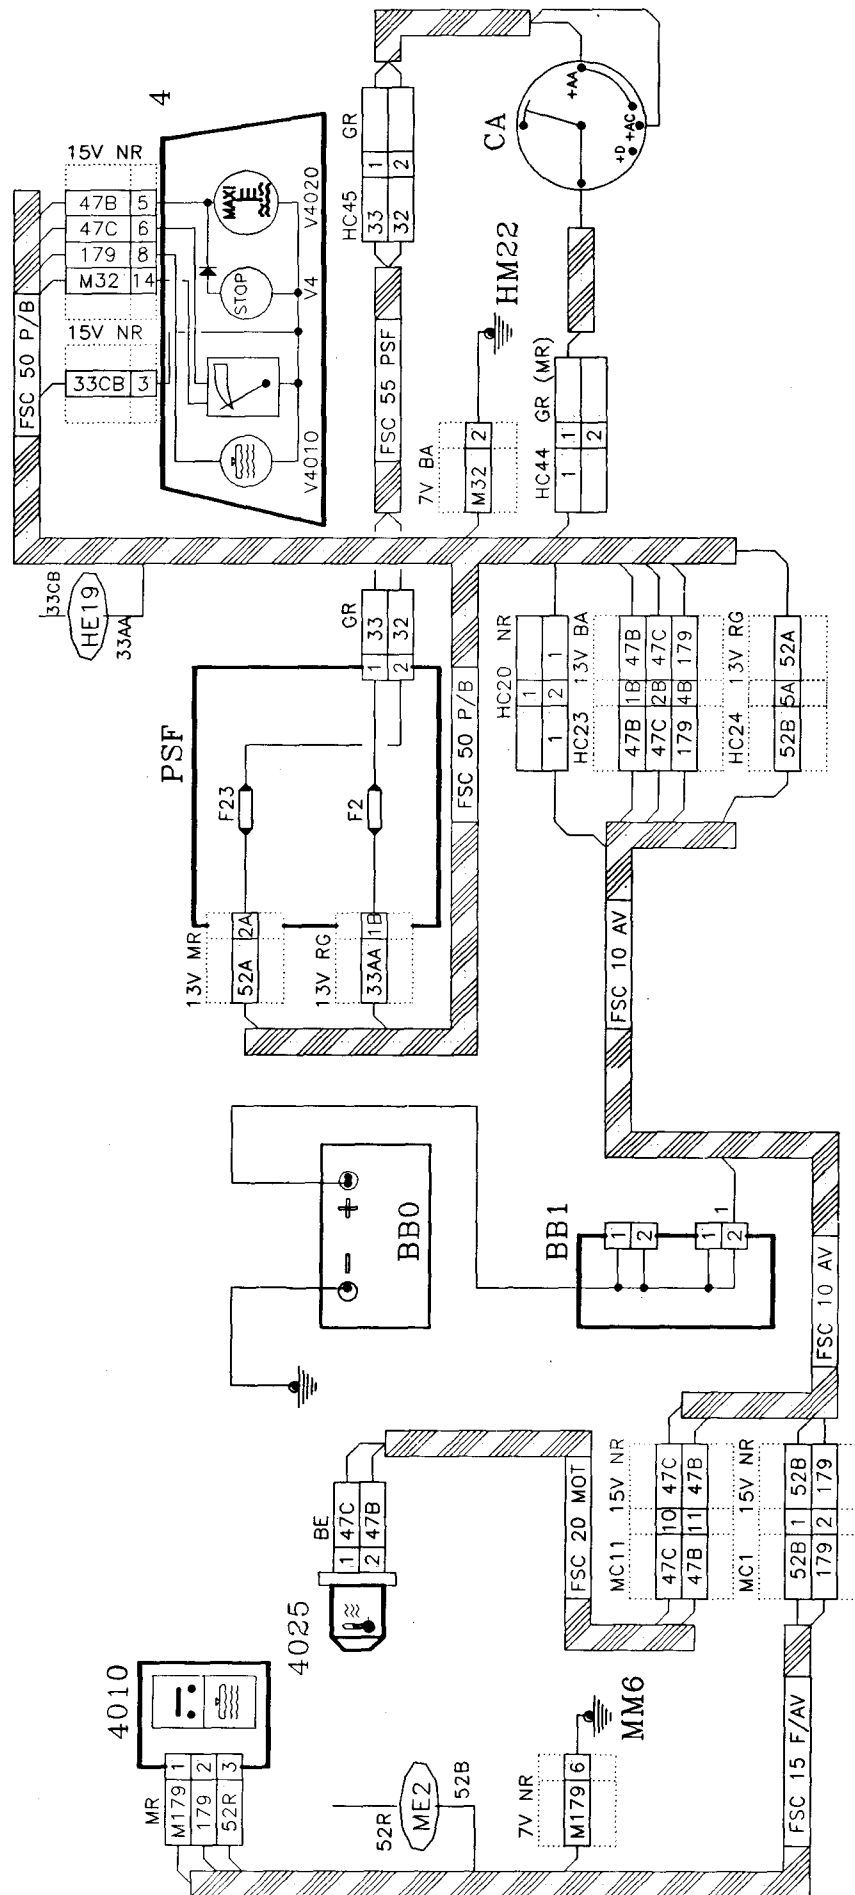 4
15V NR
47B 5
47C 6
179 8
M32 14
15V NR
33CB 3
FSC 50 P/B
MAXI
STOP
V4020
V4
V4010
GR
HC45
33 1
32 2
FSC 55 PSF
CA
+AA
+AC
+D
HM22
7V BA
M32 2
GR (MR)
HC44
1 1
2
33CB
HE19
33AA
PSF
GR
1 33
2 32
F23
F2
13V MR
52A 2A
13V RG
33AA 1B
FSC 50 P/B
HC20 NR
1
1 2 1
HC23 13V BA
47B 1B 47B
47C 2B 47C
179 4B 179
HC24 13V RG
52B 5A 52A
FSC 10 AV
BB0
+
−
BB1
1
2
1
2
1
FSC 10 AV
4010
MR
M179 1
179 2
52R 3
4025
BE
1 47C
2 47B
FSC 20 MOT
MC11 15V NR
47C 10 47C
47B 11 47B
MC1 15V NR
52B 1 52B
179 2 179
52R
ME2
52B
7V NR
M179 6
MM6
FSC 15 F/AV